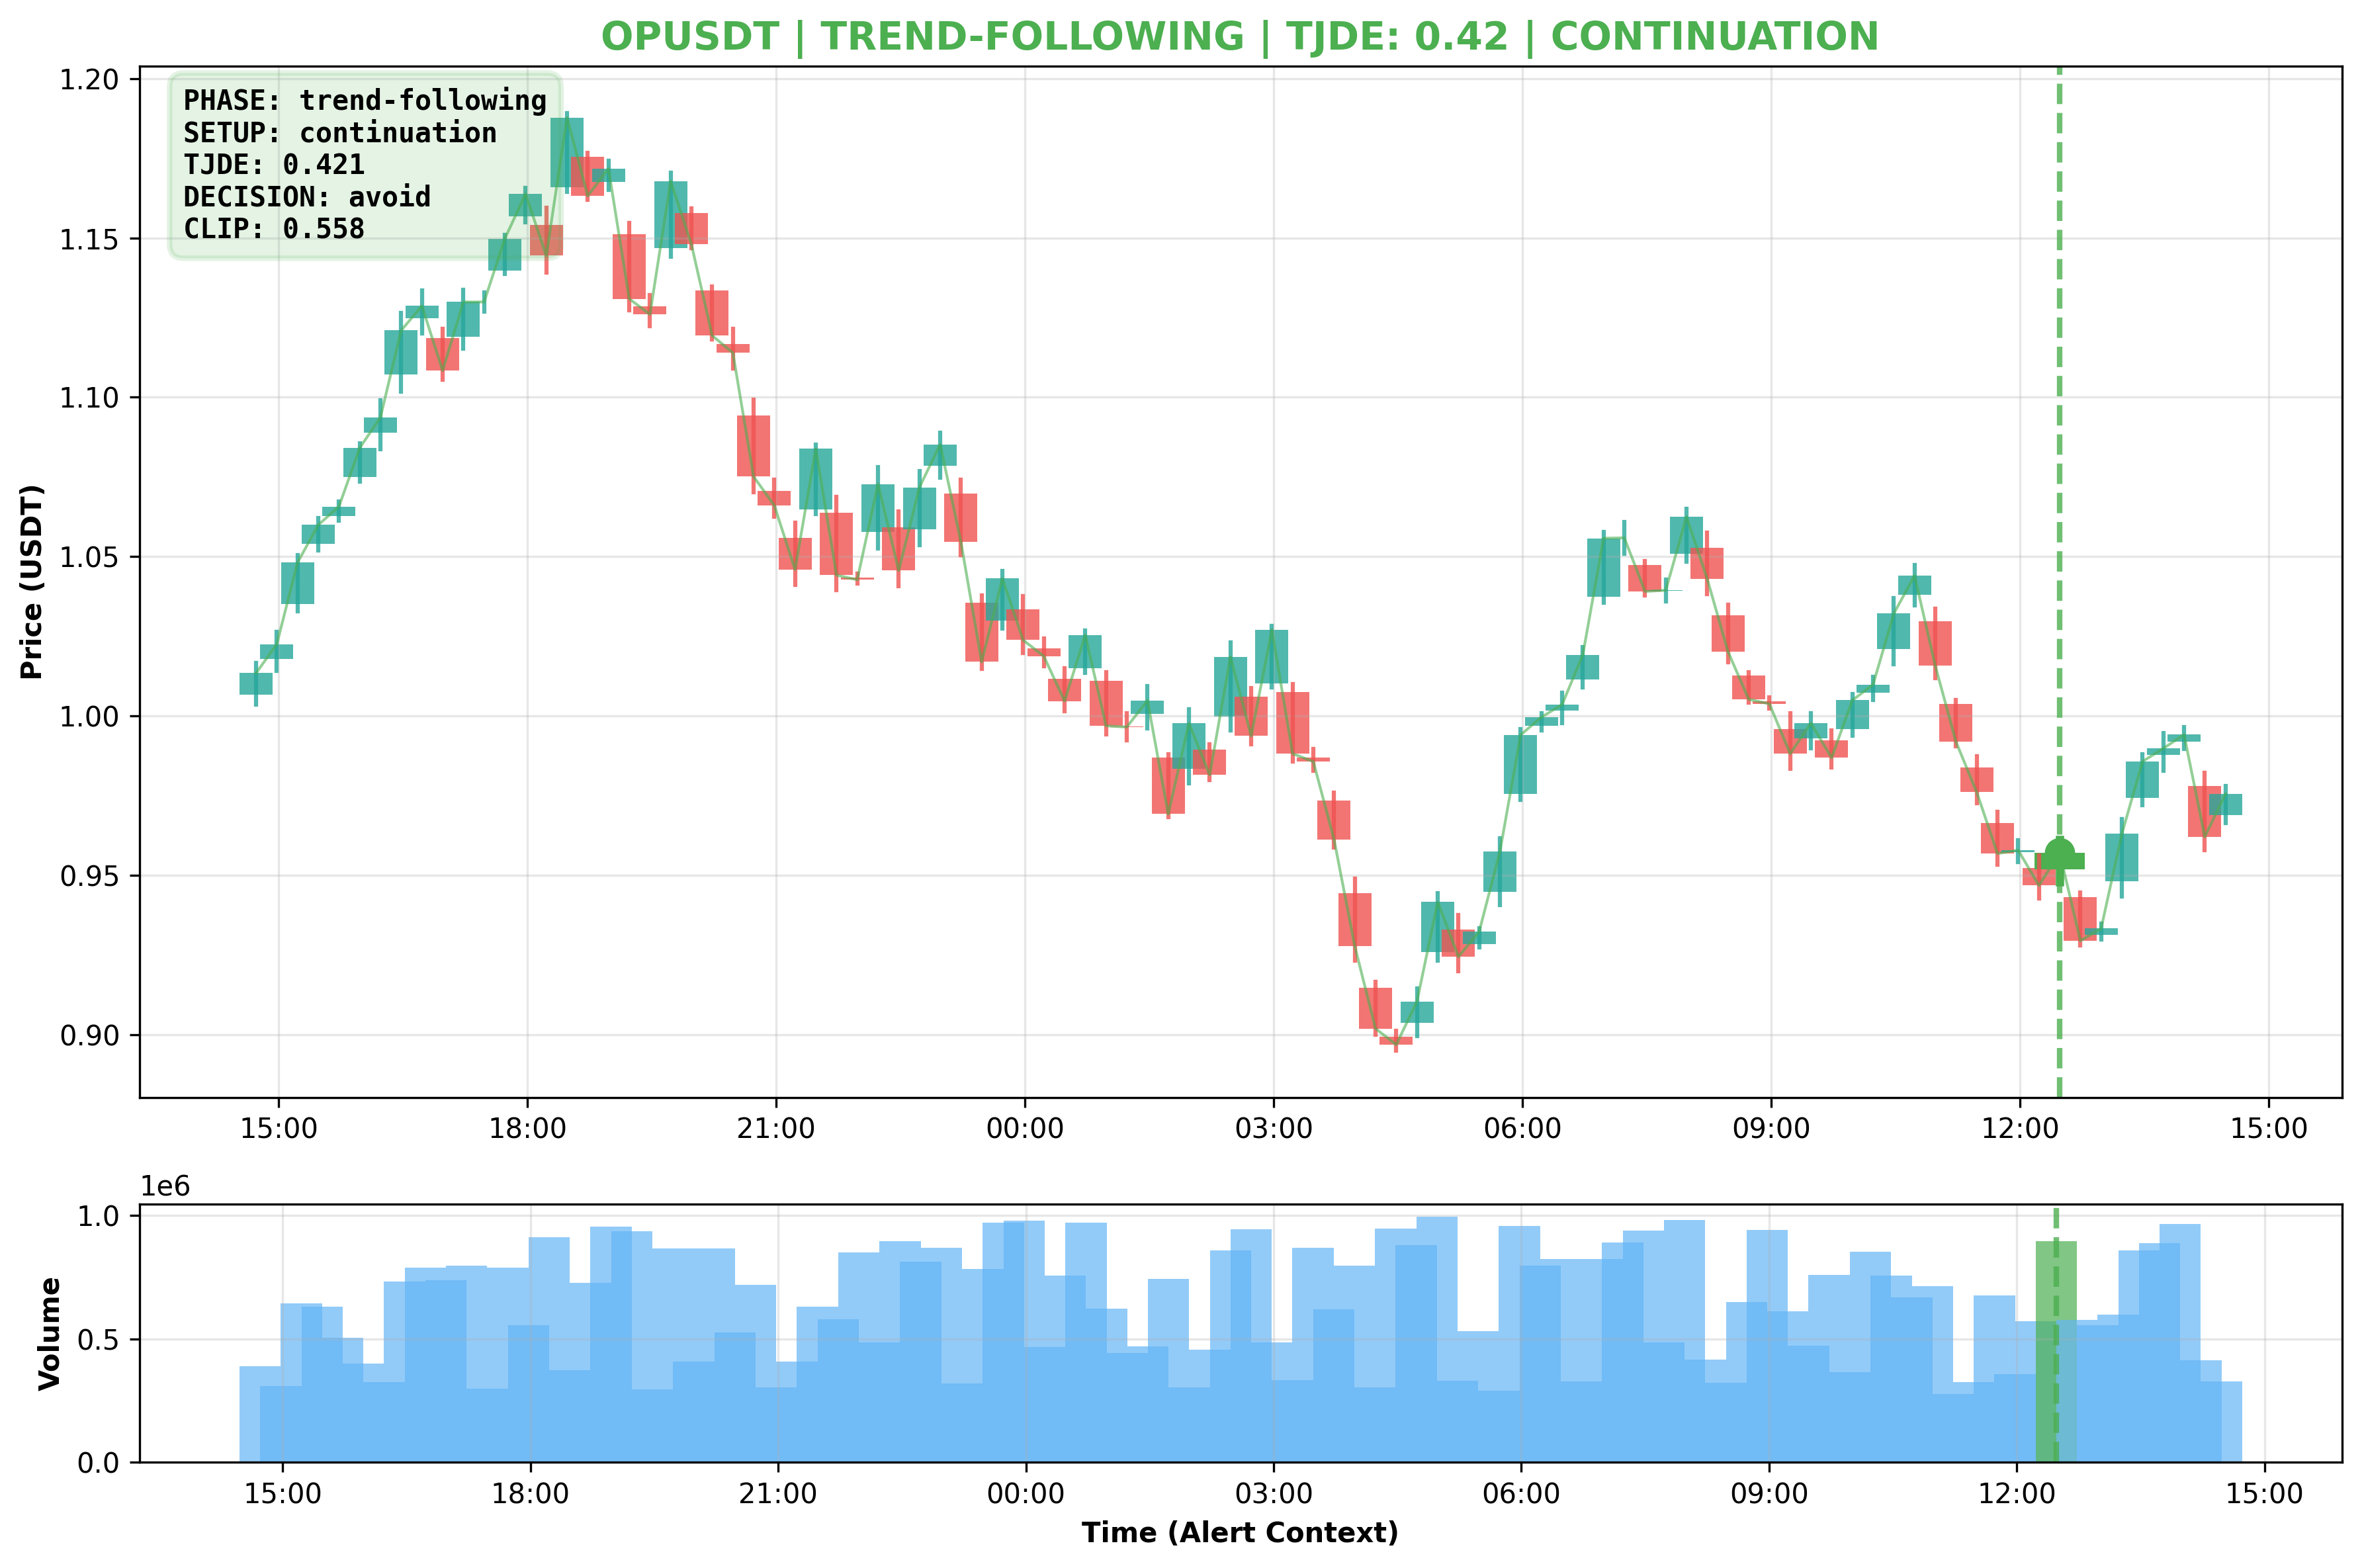 OPUSDT | TREND-FOLLOWING | TJDE: 0.42 | CONTINUATION
PHASE: trend-following
SETUP: continuation
TJDE: 0.421
DECISION: avoid
CLIP: 0.558
Price (USDT)
1.20
1.15
1.10
1.05
1.00
0.95
0.90
15:00 18:00 21:00 00:00 03:00 06:00 09:00 12:00 15:00
1e6
Volume
1.0
0.5
0.0
15:00 18:00 21:00 00:00 03:00 06:00 09:00 12:00 15:00
Time (Alert Context)